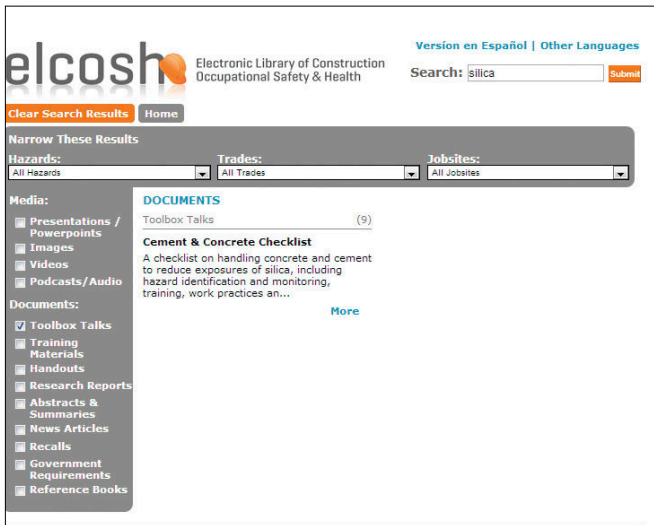 Versíon en Español | Other Languages
elcosh
Electronic Library of Construction
Occupational Safety & Health
Search: silica Submit
Clear Search Results Home
Narrow These Results
Hazards: Trades: Jobsites:
All Hazards All Trades All Jobsites
Media:
Presentations /
Powerpoints
Images
Videos
Podcasts/Audio
Documents:
Toolbox Talks
Training
Materials
Handouts
Research Reports
Abstracts &
Summaries
News Articles
Recalls
Government
Requirements
Reference Books
DOCUMENTS
Toolbox Talks (9)
Cement & Concrete Checklist
A checklist on handling concrete and cement
to reduce exposures of silica, including
hazard identification and monitoring,
training, work practices an...
More